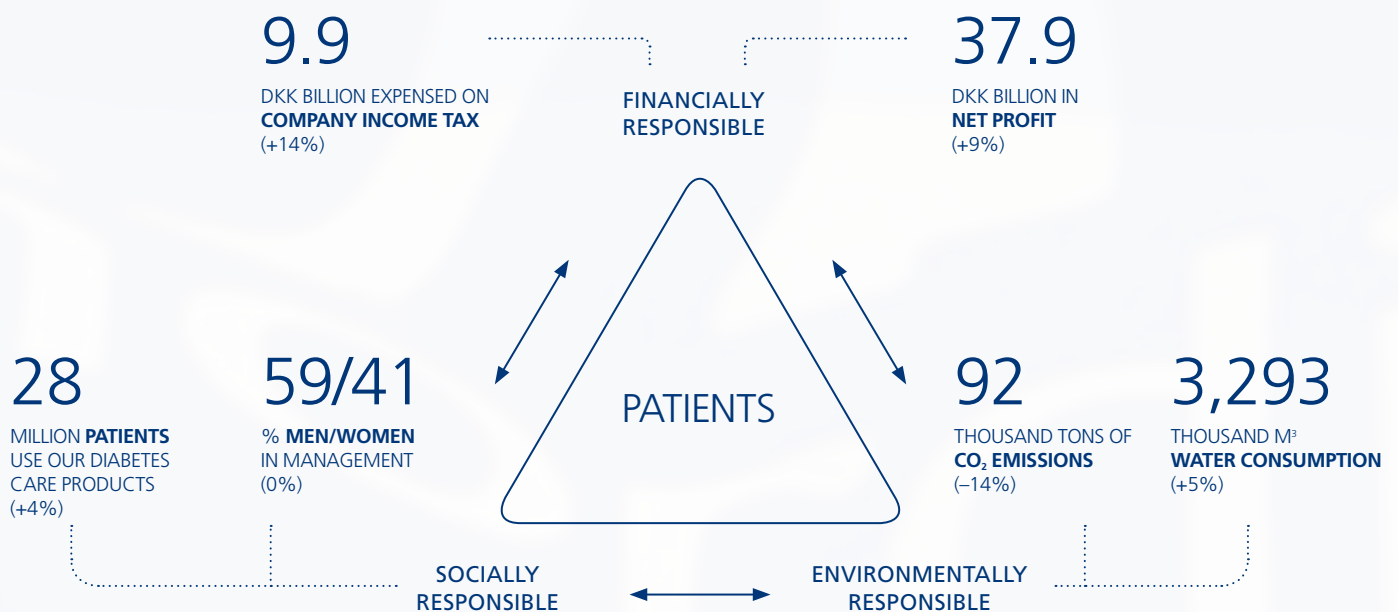 9.9
DKK BILLION EXPENSED ON
COMPANY INCOME TAX
(+14%)
FINANCIALLY
RESPONSIBLE
37.9
DKK BILLION IN
NET PROFIT
(+9%)
28
MILLION PATIENTS
USE OUR DIABETES
CARE PRODUCTS
(+4%)
59/41
% MEN/WOMEN
IN MANAGEMENT
(0%)
PATIENTS
92
THOUSAND TONS OF
CO₂ EMISSIONS
(–14%)
3,293
THOUSAND M³
WATER CONSUMPTION
(+5%)
SOCIALLY
RESPONSIBLE
ENVIRONMENTALLY
RESPONSIBLE